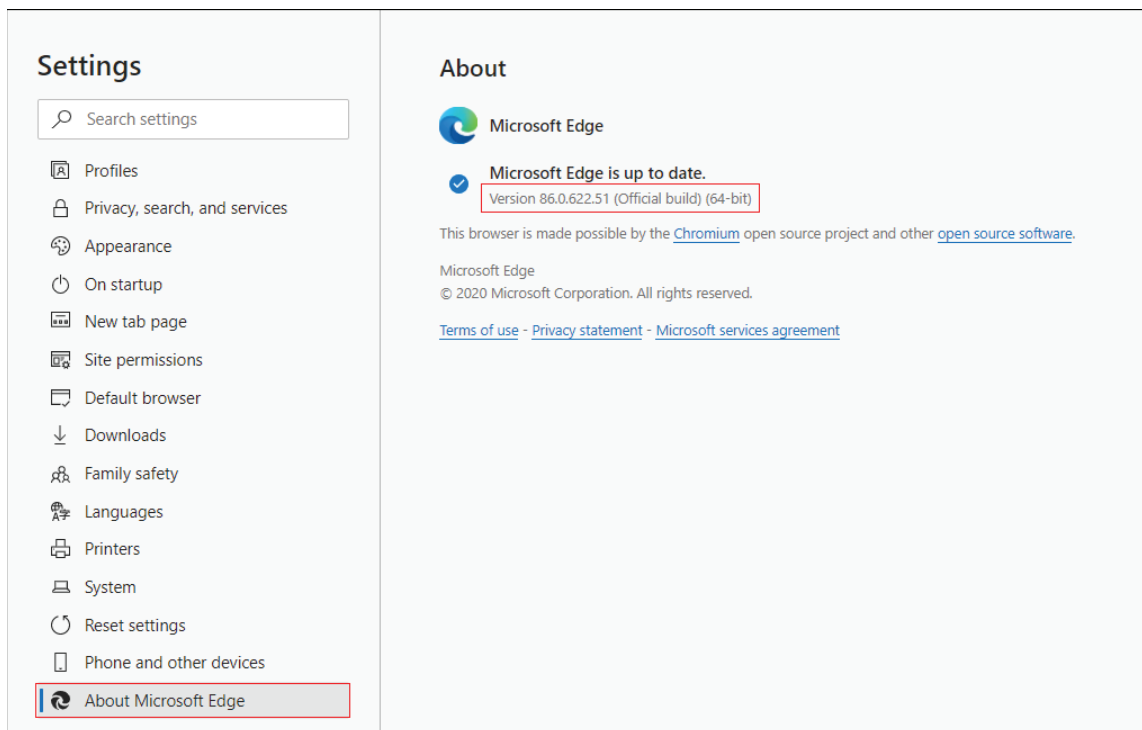 Settings
Search settings
Profiles
Privacy, search, and services
Appearance
On startup
New tab page
Site permissions
Default browser
Downloads
Family safety
Languages
Printers
System
Reset settings
Phone and other devices
About Microsoft Edge
About
Microsoft Edge
Microsoft Edge is up to date.
Version 86.0.622.51 (Official build) (64-bit)
This browser is made possible by the Chromium open source project and other open source software.
Microsoft Edge
© 2020 Microsoft Corporation. All rights reserved.
Terms of use - Privacy statement - Microsoft services agreement